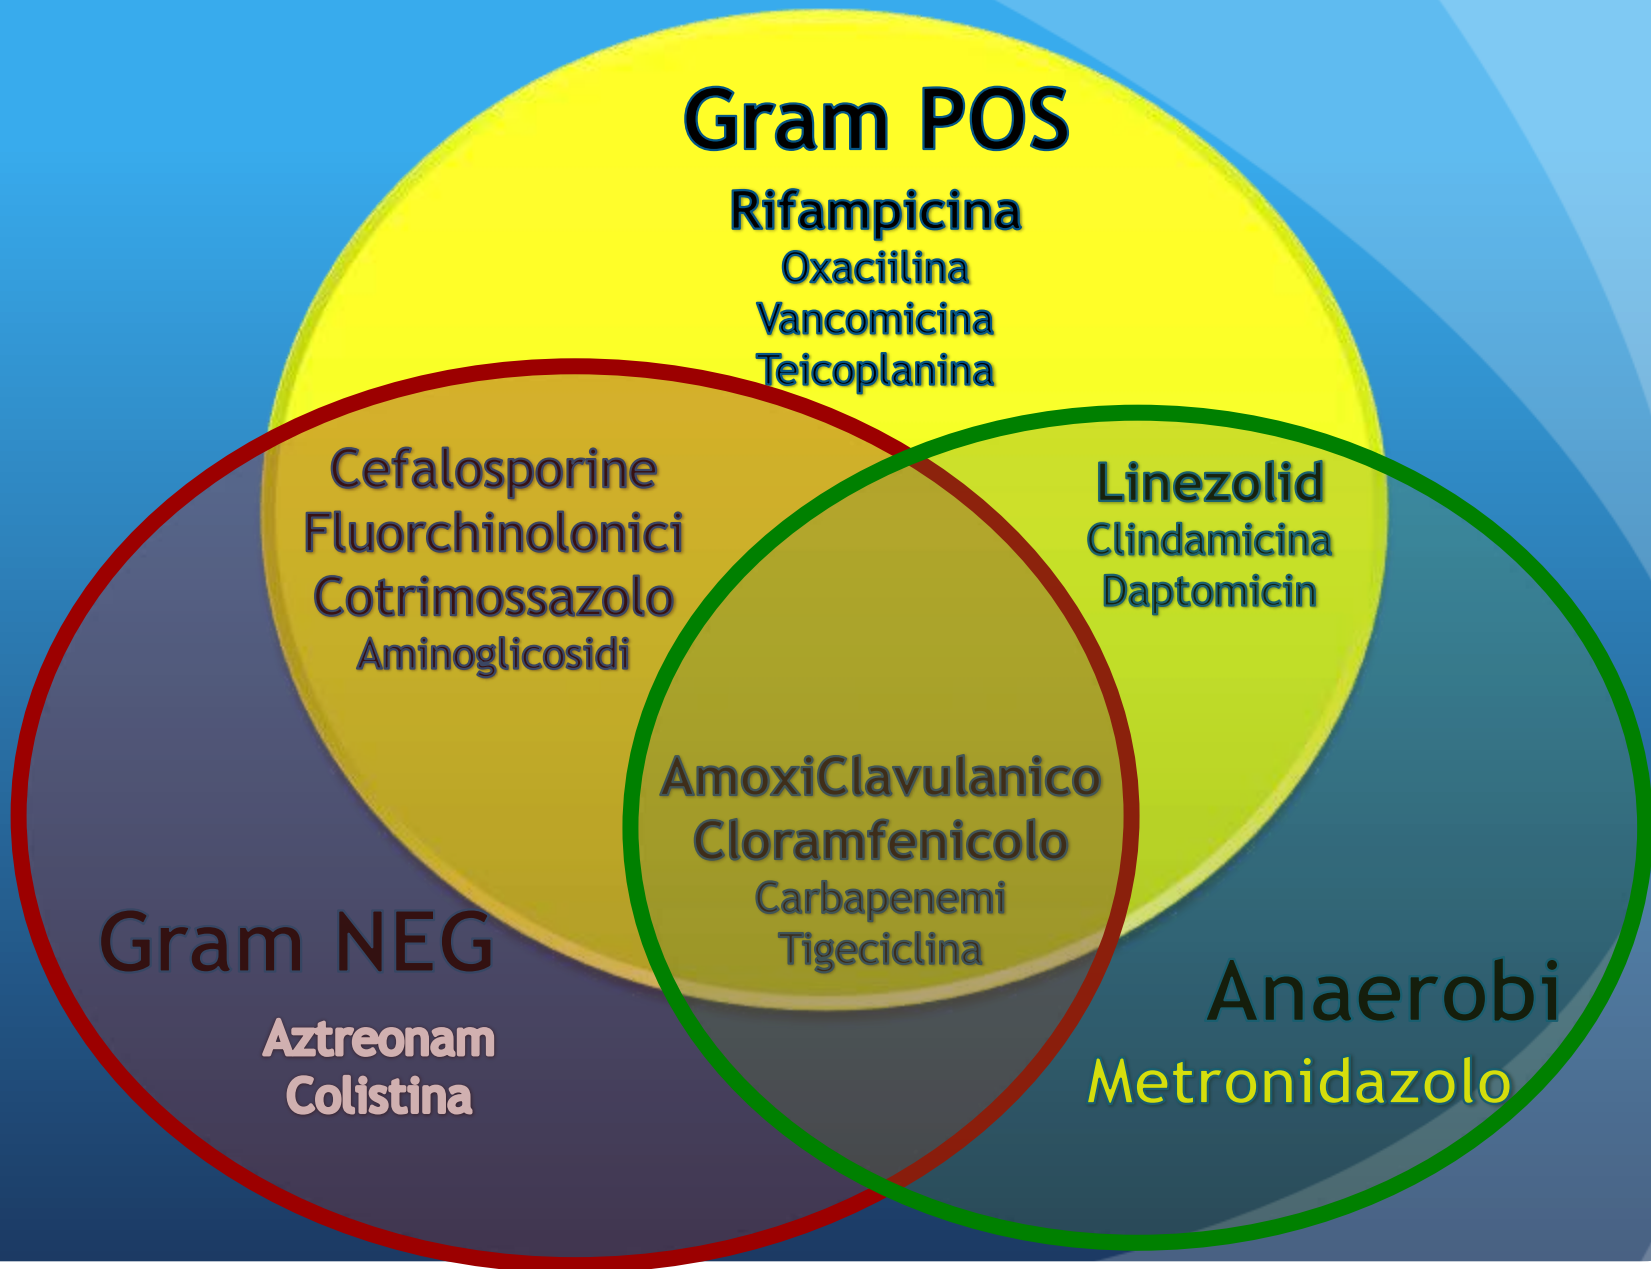 Gram POS
Rifampicina
Oxaciilina
Vancomicina
Teicoplanina
Cefalosporine
Fluorchinolonici
Cotrimossazolo
Aminoglicosidi
Linezolid
Clindamicina
Daptomicin
AmoxiClavulanico
Cloramfenicolo
Carbapenemi
Tigeciclina
Gram NEG
Aztreonam
Colistina
Anaerobi
Metronidazolo